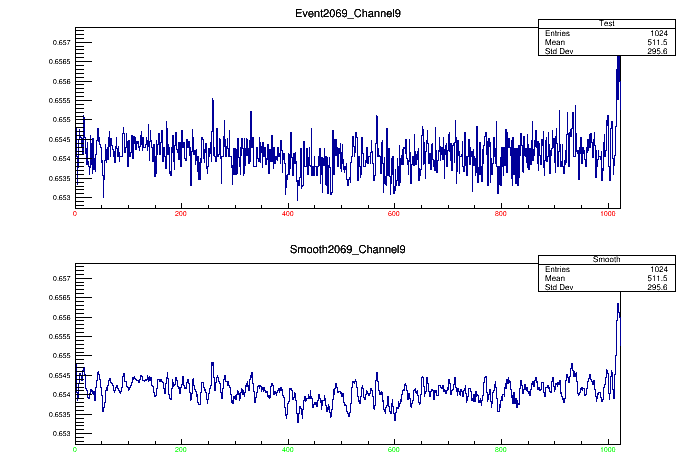 Event2069_Channel9
Test
Entries 1024
Mean 511.5
Std Dev 295.6
0.657
0.6565
0.656
0.6555
0.655
0.6545
0.654
0.6535
0.653
0 200 400 600 800 1000
Smooth2069_Channel9
Smooth
Entries 1024
Mean 511.5
Std Dev 295.6
0.657
0.6565
0.656
0.6555
0.655
0.6545
0.654
0.6535
0.653
0 200 400 600 800 1000